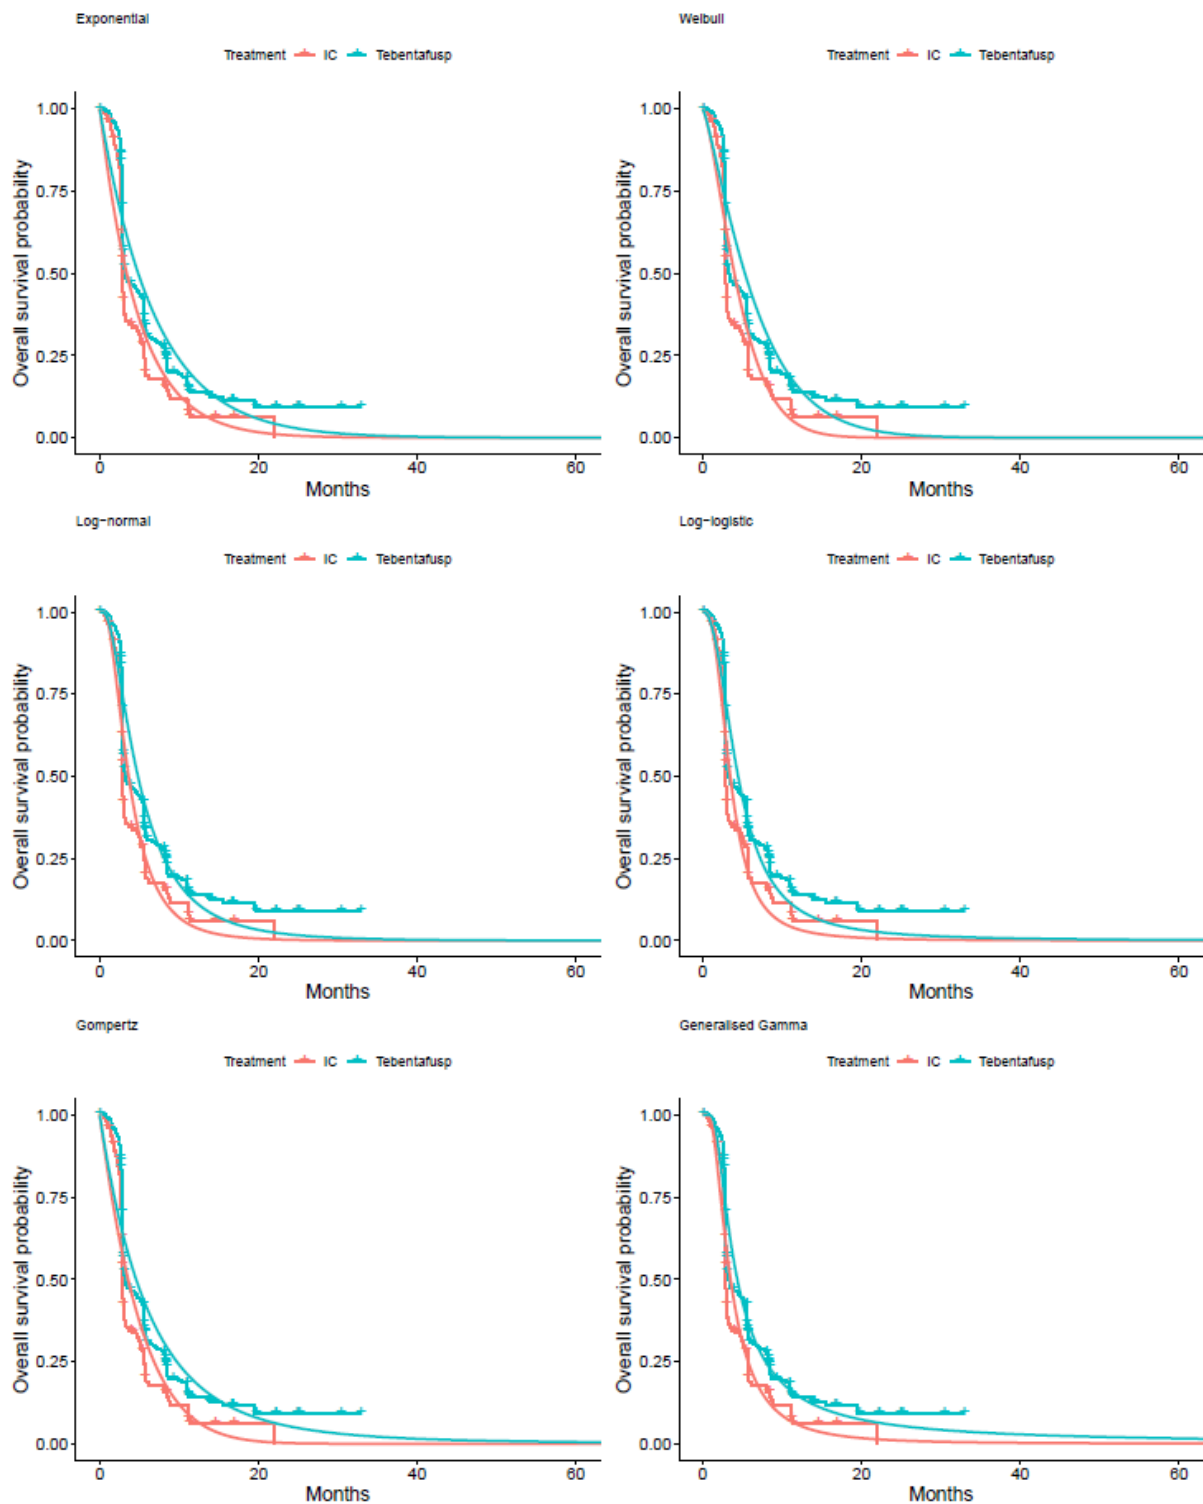 Exponential
Treatment IC Tebentafusp
Overall survival probability
1.00
0.75
0.50
0.25
0.00
0 20 40 60
Months
Weibull
Treatment IC Tebentafusp
Overall survival probability
1.00
0.75
0.50
0.25
0.00
0 20 40 60
Months
Log-normal
Treatment IC Tebentafusp
Overall survival probability
1.00
0.75
0.50
0.25
0.00
0 20 40 60
Months
Log-logistic
Treatment IC Tebentafusp
Overall survival probability
1.00
0.75
0.50
0.25
0.00
0 20 40 60
Months
Gompertz
Treatment IC Tebentafusp
Overall survival probability
1.00
0.75
0.50
0.25
0.00
0 20 40 60
Months
Generalised Gamma
Treatment IC Tebentafusp
Overall survival probability
1.00
0.75
0.50
0.25
0.00
0 20 40 60
Months